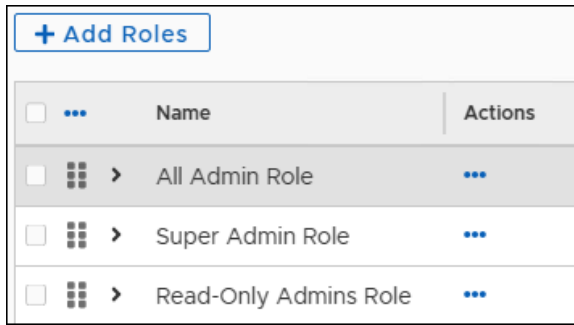 + Add Roles
Name Actions
All Admin Role
Super Admin Role
Read-Only Admins Role